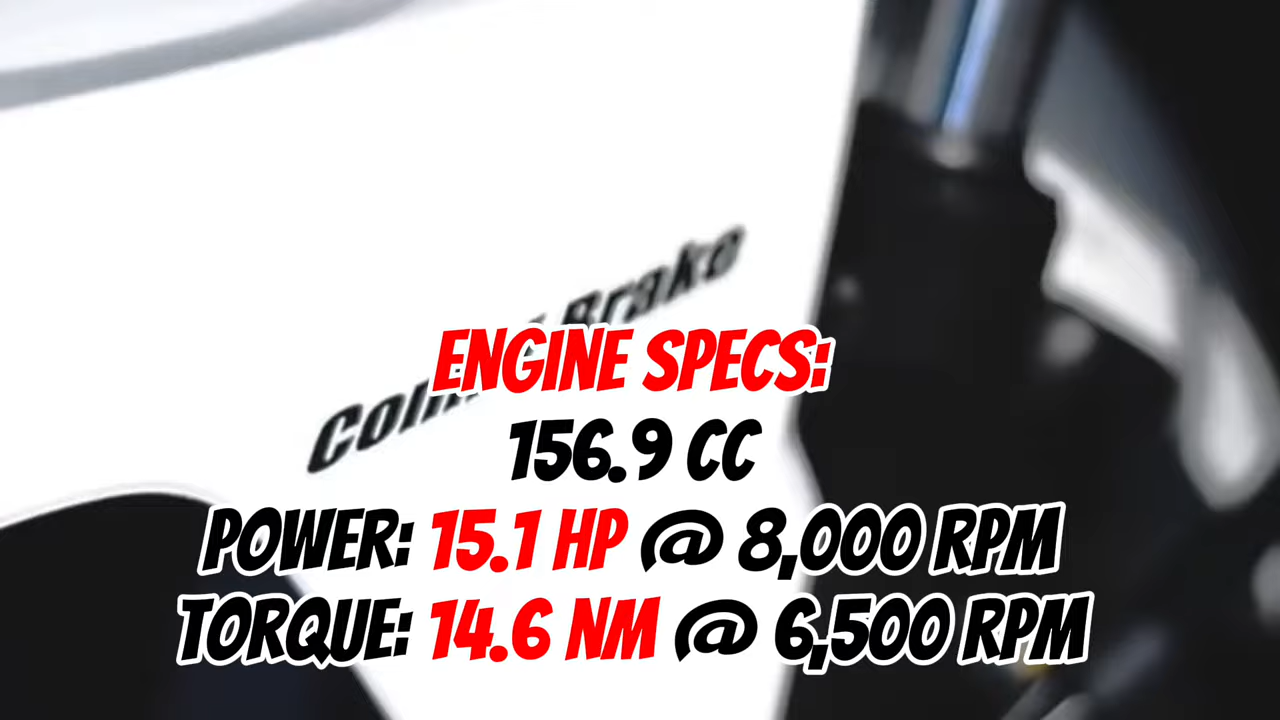 Brake
ENGINE SPECS:
156.9 CC
POWER: 15.1 HP @ 8,000 RPM
TORQUE: 14.6 NM @ 6,500 RPM